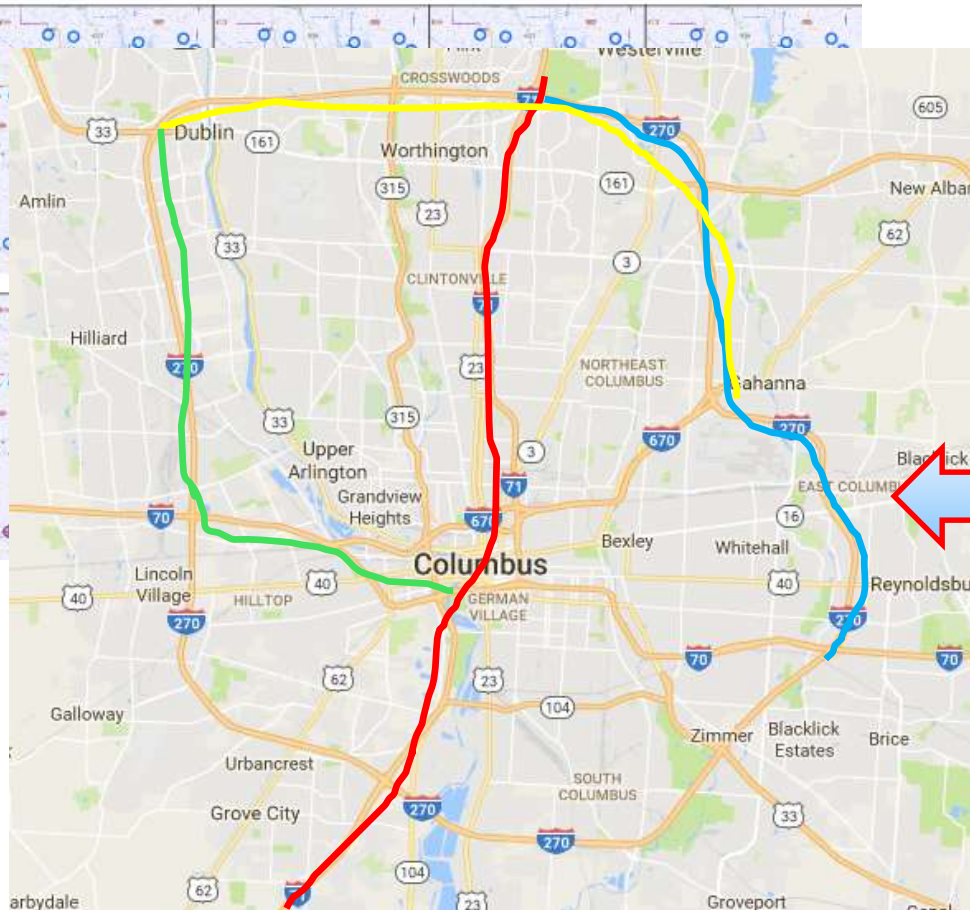 Westerville
CROSSWOODS
71
605
33
Dublin
270
161
Worthington
315
161
New Albar
Amlin
23
62
33
3
CLINTONVILLE
71
Hilliard
270
23
NORTHEAST
COLUMBUS
Gahanna
33
315
270
3
670
Upper
Arlington
Blacklick
71
EAST COLUMBU
Grandview
Heights
70
670
16
Bexley
Whitehall
Columbus
Lincoln
Village
40
40
40
Reynoldsbu
HILLTOP
GERMAN
VILLAGE
270
270
70
70
62
23
104
Galloway
Zimmer
Blacklick
Estates
Brice
Urbancrest
SOUTH
COLUMBUS
Grove City
270
33
270
104
62
71
arbydale
23
Groveport